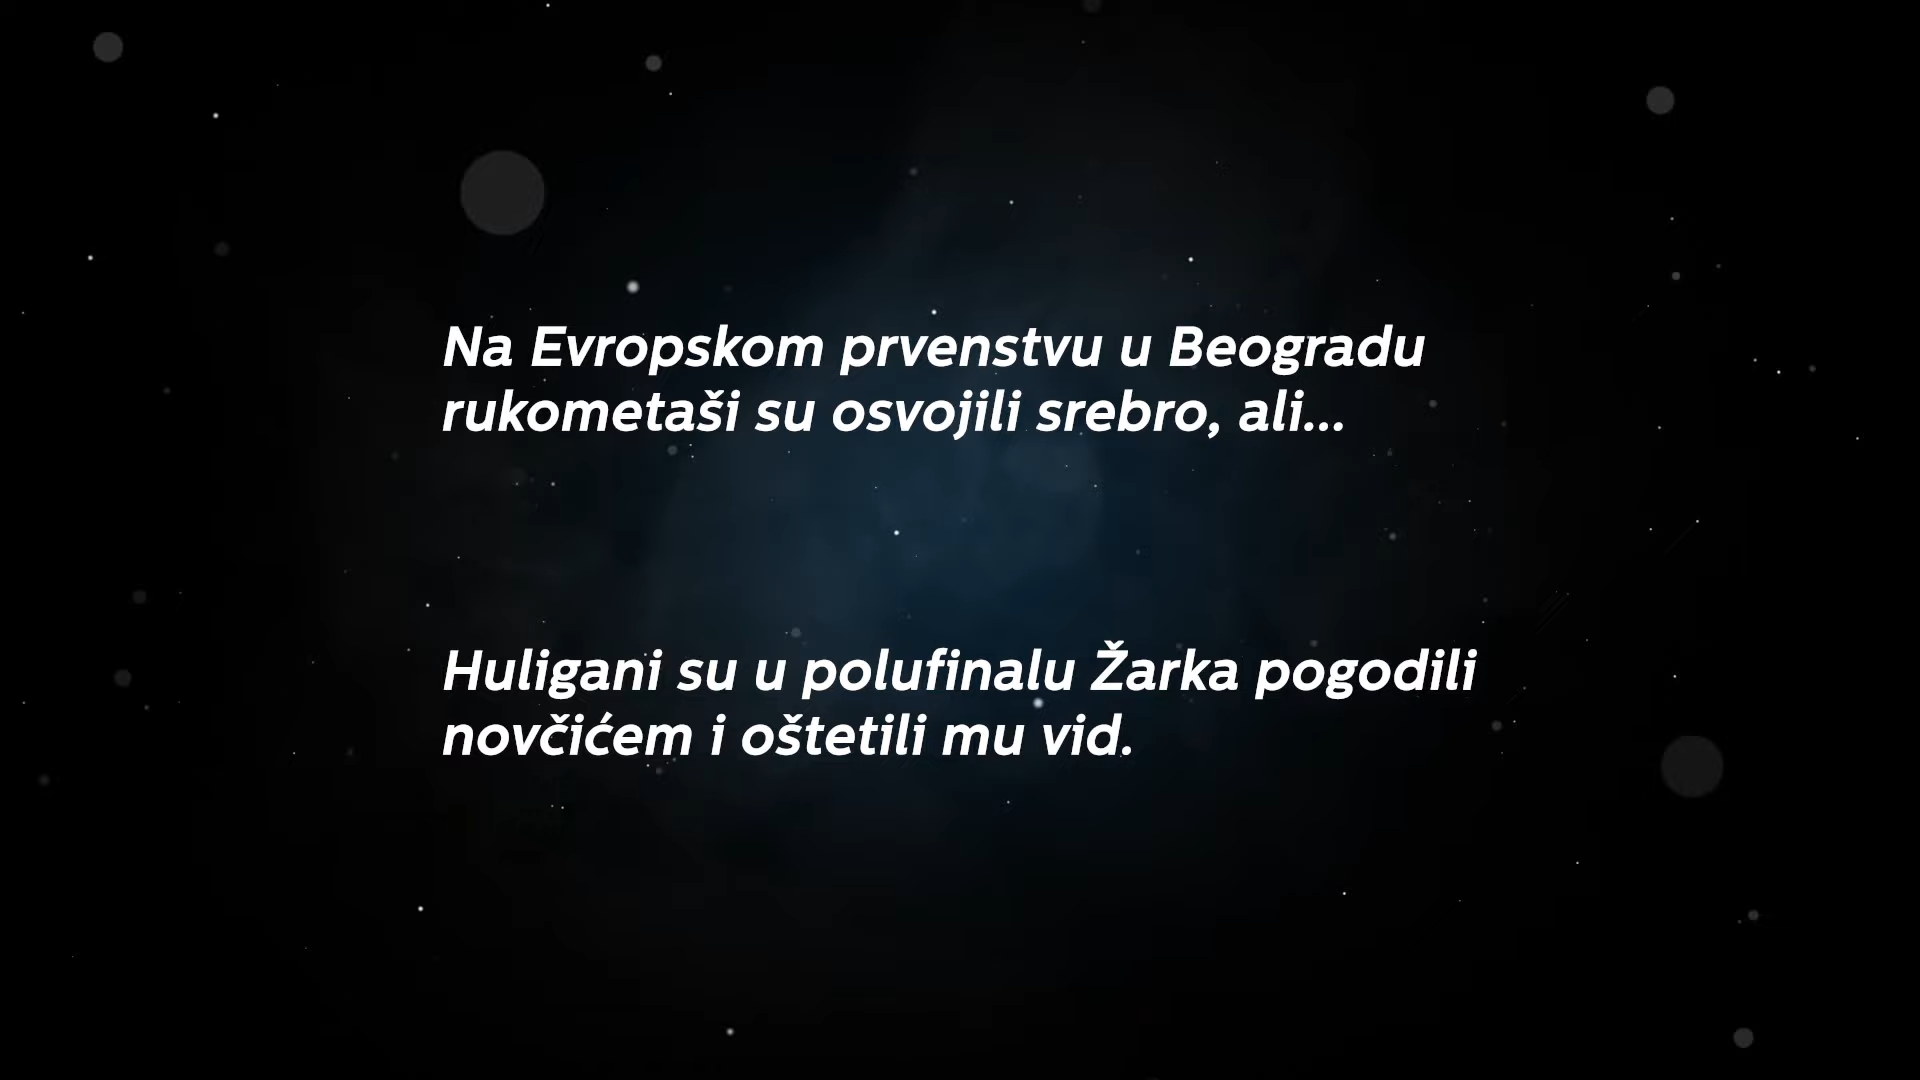 Na Evropskom prvenstvu u Beogradu
rukometaši su osvojili srebro, ali...
Huligani su u polufinalu Žarka pogodili
novčićem i oštetili mu vid.